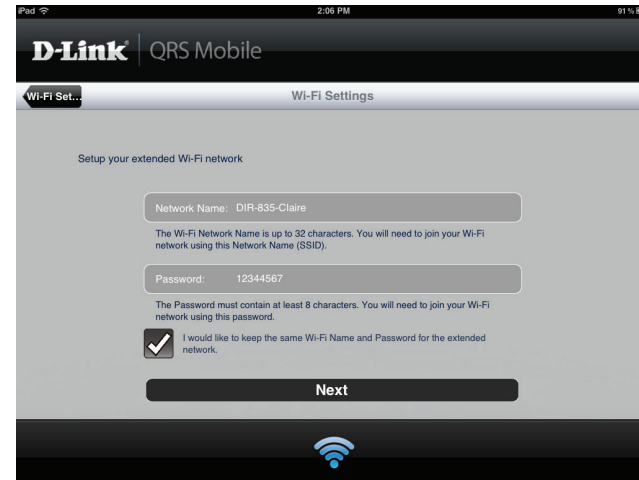 iPad 2:06 PM 91 %
D-Link QRS Mobile
Wi-Fi Set... Wi-Fi Settings
Setup your extended Wi-Fi network
Network Name: DIR-835-Claire
The Wi-Fi Network Name is up to 32 characters. You will need to join your Wi-Fi
network using this Network Name (SSID).
Password: 12344567
The Password must contain at least 8 characters. You will need to join your Wi-Fi
network using this password.
I would like to keep the same Wi-Fi Name and Password for the extended
network.
Next